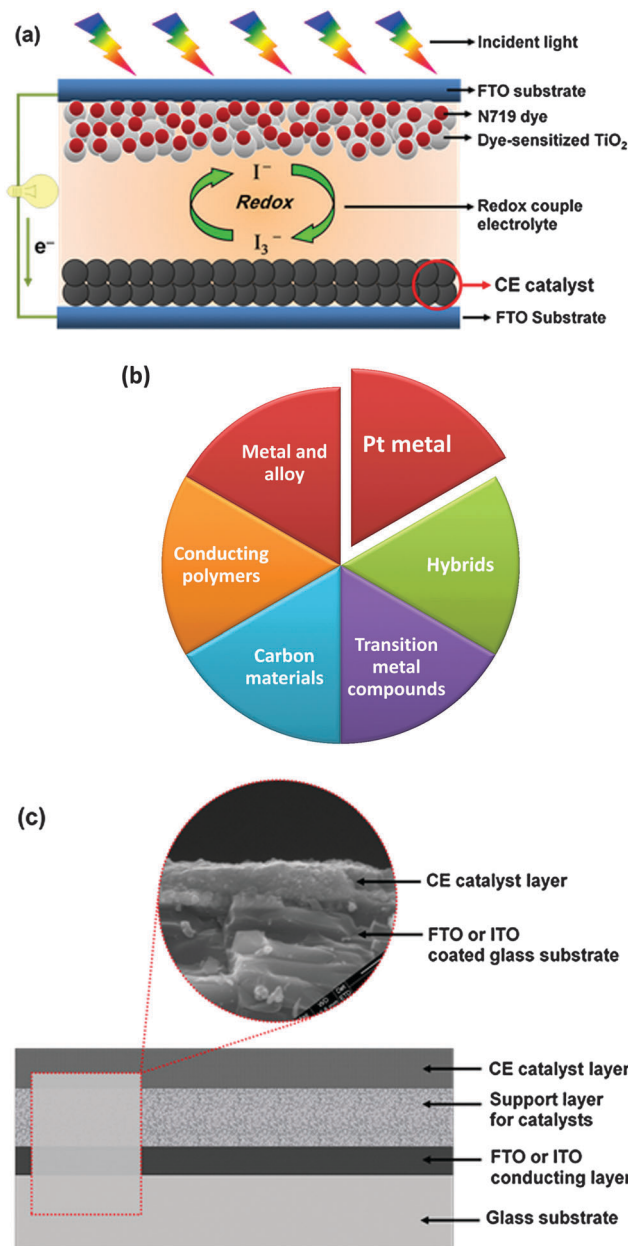 (a)
Incident light
FTO substrate
N719 dye
Dye-sensitized TiO₂
I⁻
Redox
I₃⁻
Redox couple
electrolyte
e⁻
CE catalyst
FTO Substrate
(b)
Metal and
alloy
Pt metal
Conducting
polymers
Hybrids
Carbon
materials
Transition
metal
compounds
(c)
CE catalyst layer
FTO or ITO
coated glass substrate
CE catalyst layer
Support layer
for catalysts
FTO or ITO
conducting layer
Glass substrate